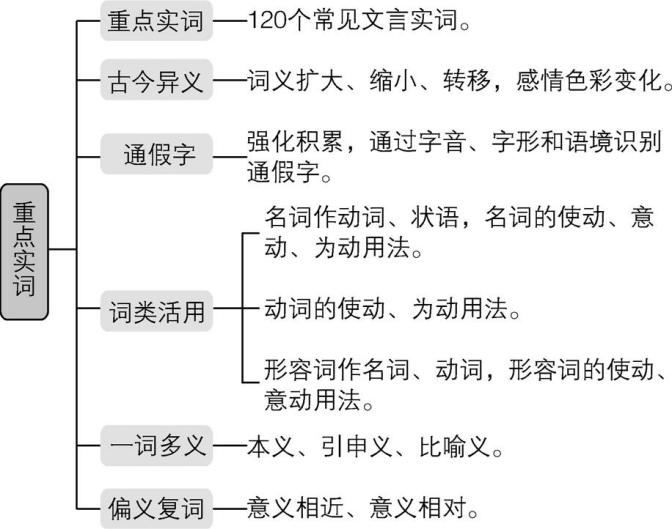 重点实词
重点实词
120个常见文言实词。
古今异义
词义扩大、缩小、转移，感情色彩变化。
通假字
强化积累，通过字音、字形和语境识别
通假字。
词类活用
名词作动词、状语，名词的使动、意
动、为动用法。
动词的使动、为动用法。
形容词作名词、动词，形容词的使动、
意动用法。
一词多义
本义、引申义、比喻义。
偏义复词
意义相近、意义相对。